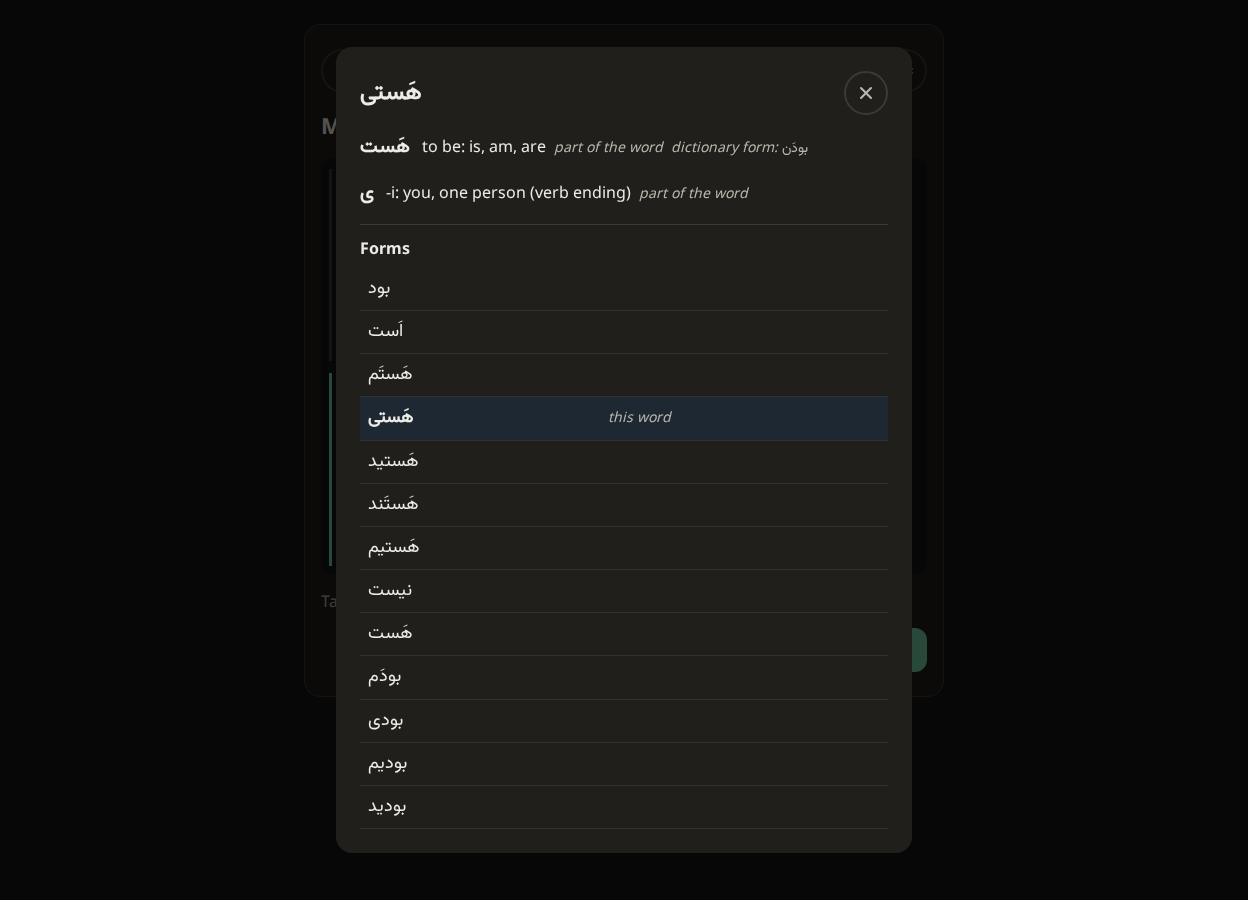 هَستی
هَست to be: is, am, are part of the word dictionary form: بودَن
ی -i: you, one person (verb ending) part of the word
Forms
بود
اَست
هَستَم
هَستی this word
هَستید
هَستَند
هَستیم
نیست
هَست
بودَم
بودی
بودیم
بودید